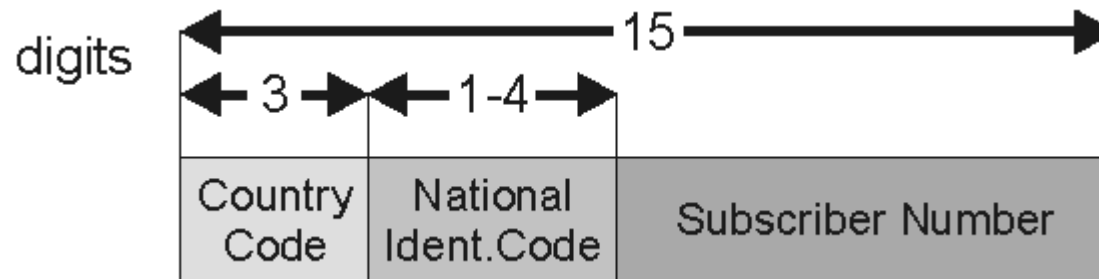 digits
15
3
1-4
Country
Code
National
Ident.Code
Subscriber Number